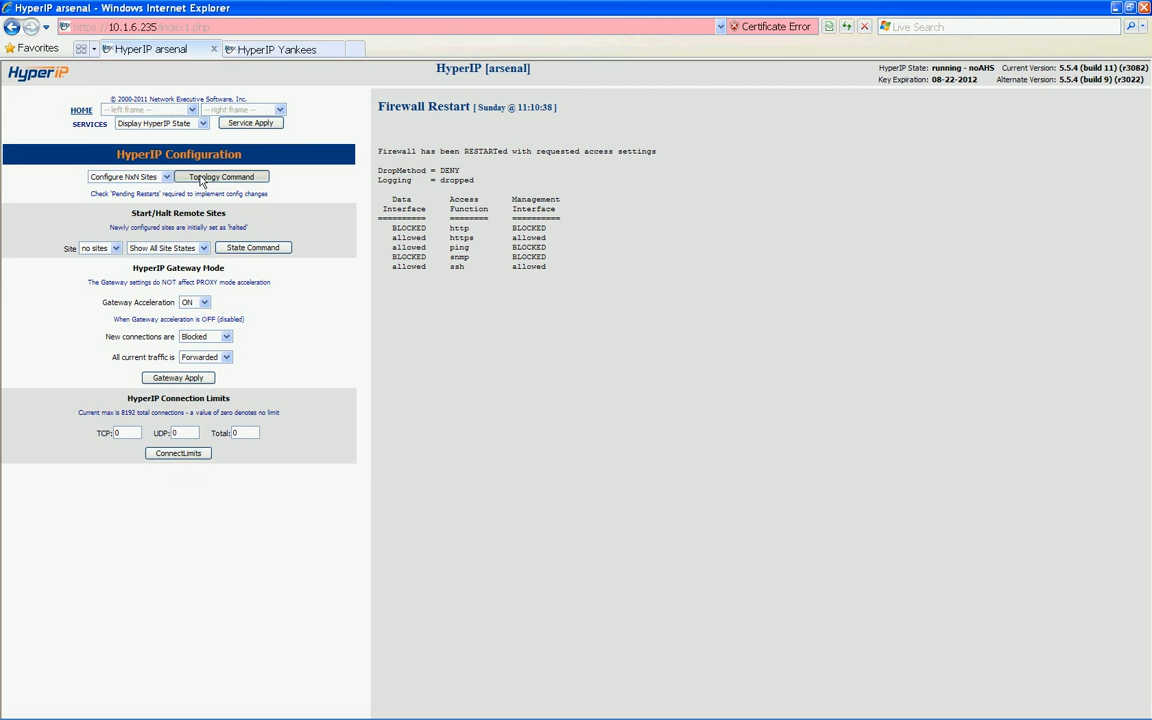 HyperIP arsenal - Windows Internet Explorer
https://10.1.6.235/index1.php
Certificate Error
Live Search
Favorites
HyperIP arsenal
HyperIP Yankees
HyperIP
HyperIP [arsenal]
HyperIP State: running - noAHS Current Version: 5.5.4 (build 11) (r3082)
Key Expiration: 08-22-2012 Alternate Version: 5.5.4 (build 9) (r3022)
© 2000-2011 Network Executive Software, Inc.
HOME -- left frame -- -- right frame --
SERVICES Display HyperIP State Service Apply
HyperIP Configuration
Configure NxN Sites Topology Command
Check 'Pending Restarts' required to implement config changes
Start/Halt Remote Sites
Newly configured sites are initially set as 'halted'
Site no sites Show All Site States State Command
HyperIP Gateway Mode
The Gateway settings do NOT affect PROXY mode acceleration
Gateway Acceleration ON
When Gateway acceleration is OFF (disabled)
New connections are Blocked
All current traffic is Forwarded
Gateway Apply
HyperIP Connection Limits
Current max is 8192 total connections - a value of zero denotes no limit
TCP: 0 UDP: 0 Total: 0
ConnectLimits
Firewall Restart [ Sunday @ 11:10:38 ]
Firewall has been RESTARTed with requested access settings
DropMethod = DENY
Logging = dropped
Data Access Management
Interface Function Interface
========== ======== ==========
BLOCKED http BLOCKED
allowed https allowed
allowed ping BLOCKED
BLOCKED snmp BLOCKED
allowed ssh allowed